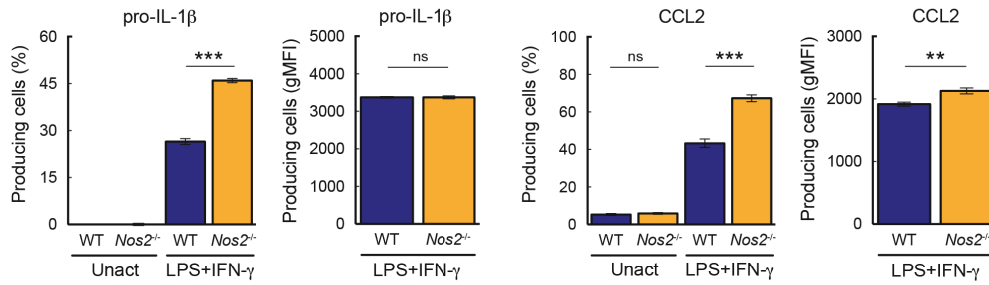 pro-IL-1β
Producing cells (%)
60
45
30
15
0
***
WT Nos2-/- WT Nos2-/-
Unact LPS+IFN-γ
pro-IL-1β
Producing cells (gMFI)
5000
4000
3000
2000
1000
0
ns
WT Nos2-/-
LPS+IFN-γ
CCL2
Producing cells (%)
100
80
60
40
20
0
ns
***
WT Nos2-/- WT Nos2-/-
Unact LPS+IFN-γ
CCL2
Producing cells (gMFI)
3000
2000
1000
0
**
WT Nos2-/-
LPS+IFN-γ